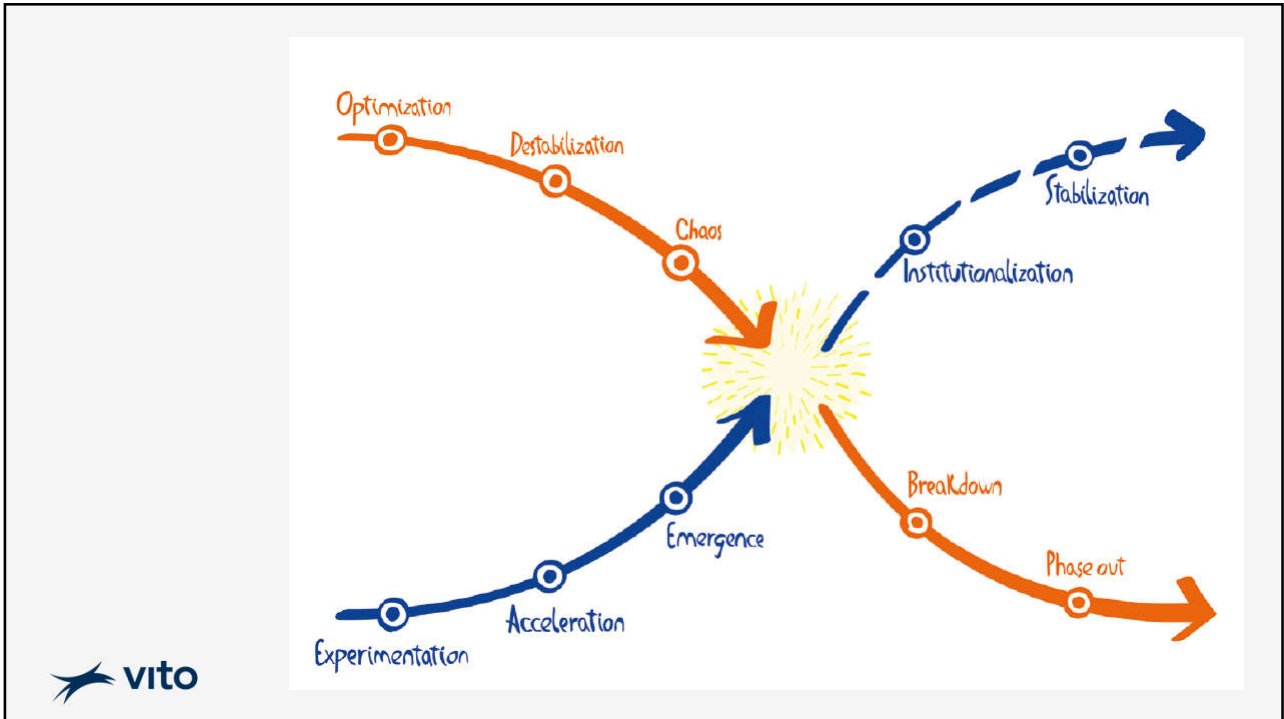 Optimization
Destabilization
Chaos
Stabilization
Institutionalization
Breakdown
Emergence
Phase out
Acceleration
Experimentation
vito